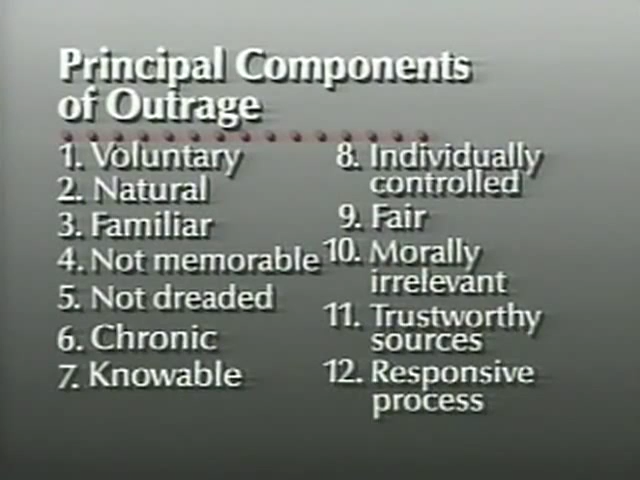 Principal Components
of Outrage
1. Voluntary
2. Natural
3. Familiar
4. Not memorable
5. Not dreaded
6. Chronic
7. Knowable
8. Individually
controlled
9. Fair
10. Morally
irrelevant
11. Trustworthy
sources
12. Responsive
process